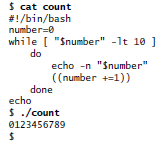 $ cat count
#!/bin/bash
number=0
while [ "$number" -lt 10 ]
do
echo -n "$number"
((number +=1))
done
echo
$ ./count
0123456789
$